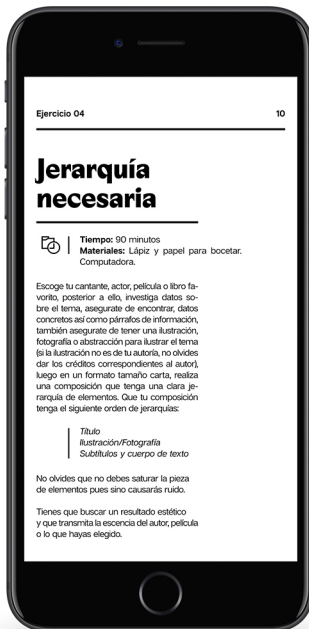 Ejercicio 04 10
Jerarquía
necesaria
Tiempo: 90 minutos
Materiales: Lápiz y papel para bocetar.
Computadora.
Escoge tu cantante, actor, película o libro fa-
vorito, posterior a ello, investiga datos so-
bre el tema, asegurate de encontrar, datos
concretos así como párrafos de información,
también asegurate de tener una ilustración,
fotografía o abstracción para ilustrar el tema
(si la ilustración no es de tu autoría, no olvides
dar los créditos correspondientes al autor),
luego en un formato tamaño carta, realiza
una composición que tenga una clara je-
rarquía de elementos. Que tu composición
tenga el siguiente orden de jerarquías:
Título
Ilustración/Fotografía
Subtítulos y cuerpo de texto
No olvides que no debes saturar la pieza
de elementos pues sino causarás ruido.
Tienes que buscar un resultado estético
y que transmita la escencia del autor, película
o lo que hayas elegido.